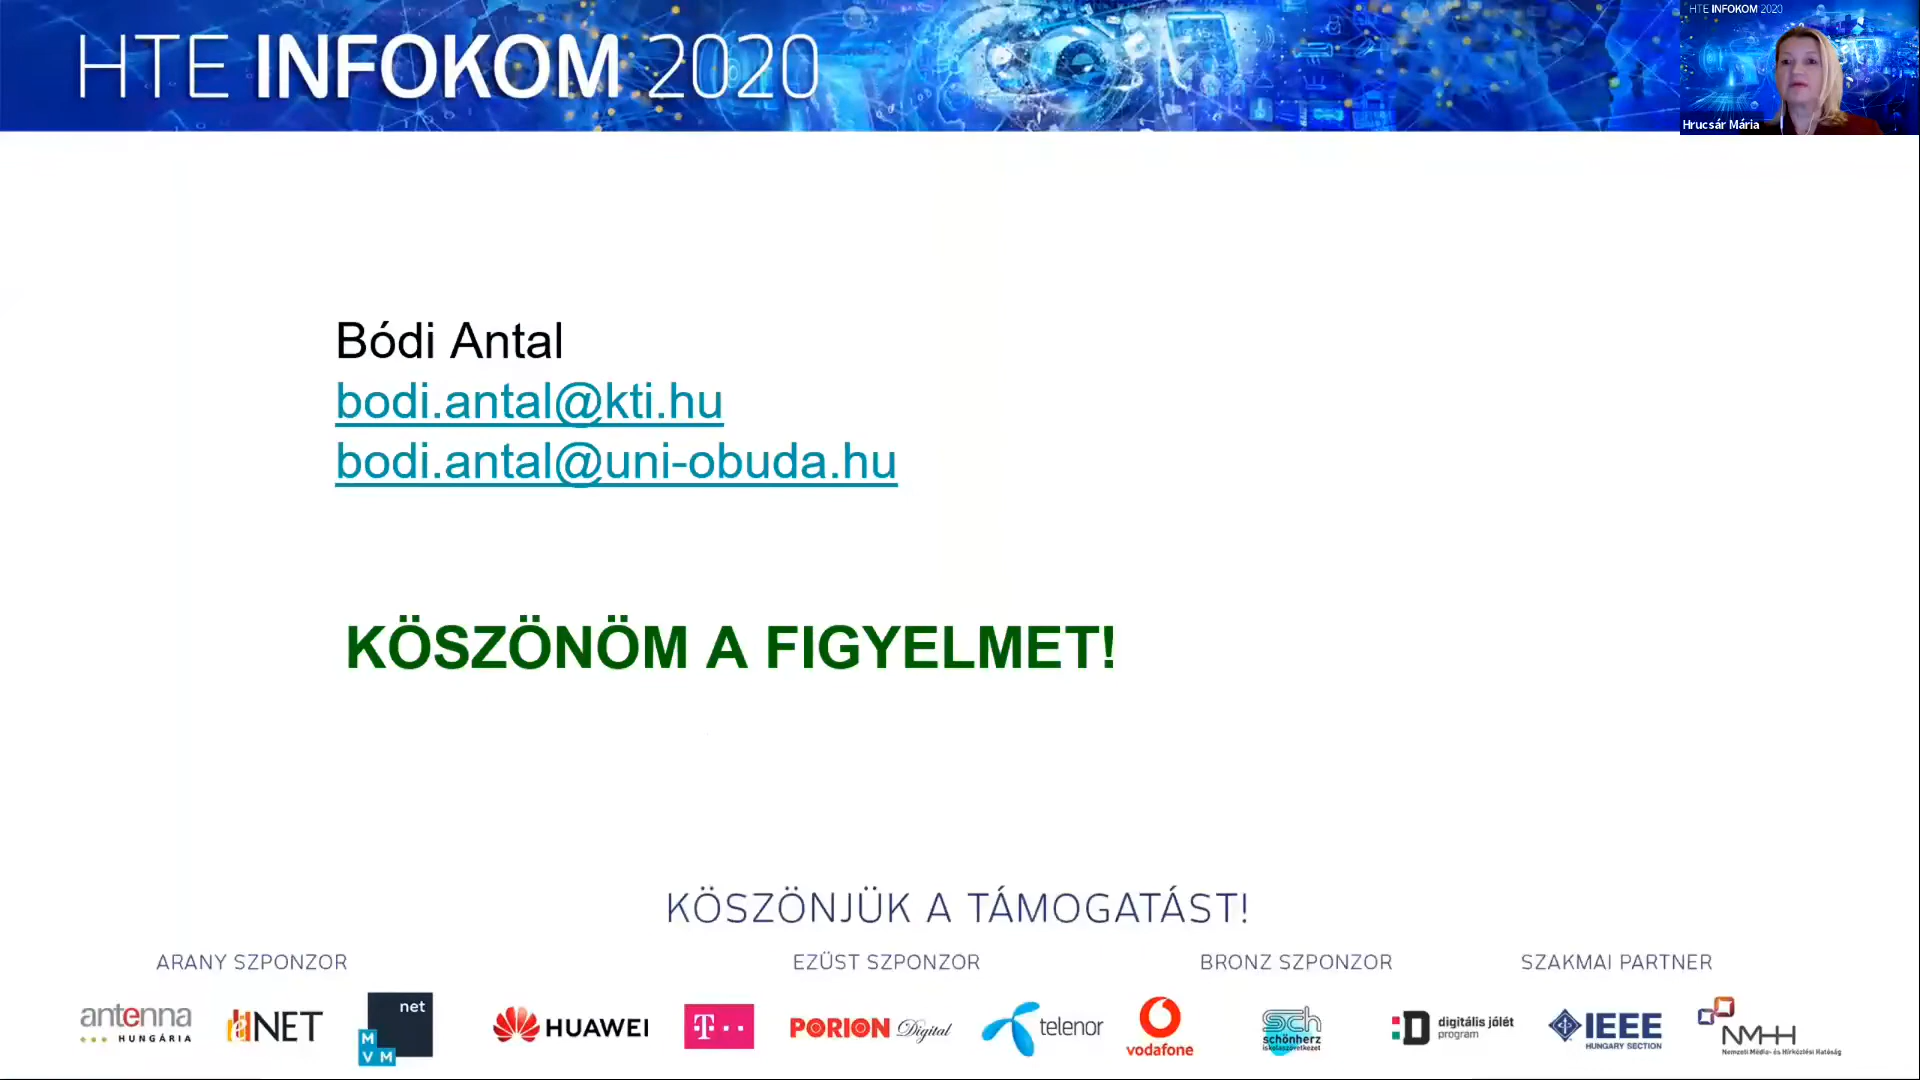 HTE INFOKOM 2020
HTE INFOKOM 2020
Hrucsár Mária
Bódi Antal
bodi.antal@kti.hu
bodi.antal@uni-obuda.hu
KÖSZÖNÖM A FIGYELMET!
KÖSZÖNJÜK A TÁMOGATÁST!
ARANY SZPONZOR
EZÜST SZPONZOR
BRONZ SZPONZOR
SZAKMAI PARTNER
antenna
HUNGÁRIA
NET
net
MVM
HUAWEI
T
PORION Digital
telenor
vodafone
sch
schönherz
iskolaszövetkezet
digitális jólét
program
IEEE
HUNGARY SECTION
NMHH
Nemzeti Média- és Hírközlési Hatóság